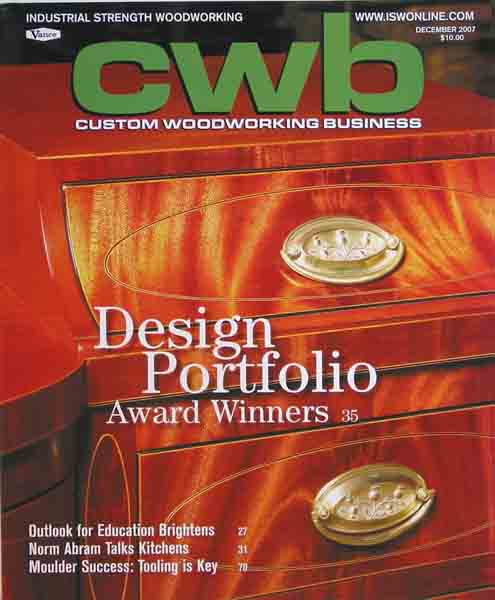 INDUSTRIAL STRENGTH WOODWORKING
WWW.ISWONLINE.COM
Vance
DECEMBER 2007
$10.00
cwb
CUSTOM WOODWORKING BUSINESS
Design
Portfolio
Award Winners 35
Outlook for Education Brightens 27
Norm Abram Talks Kitchens 31
Moulder Success: Tooling is Key 70